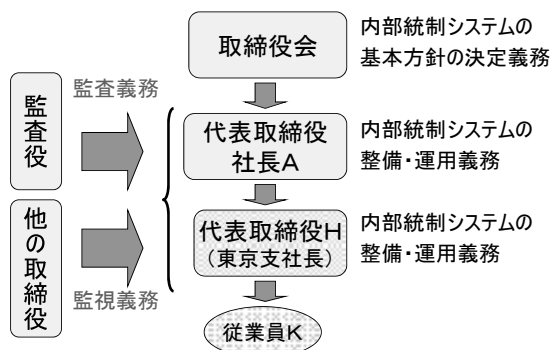 取締役会
内部統制システムの
基本方針の決定義務
監査役
監査義務
代表取締役
社長A
内部統制システムの
整備・運用義務
他の取締役
監視義務
代表取締役H
(東京支社長)
内部統制システムの
整備・運用義務
従業員K